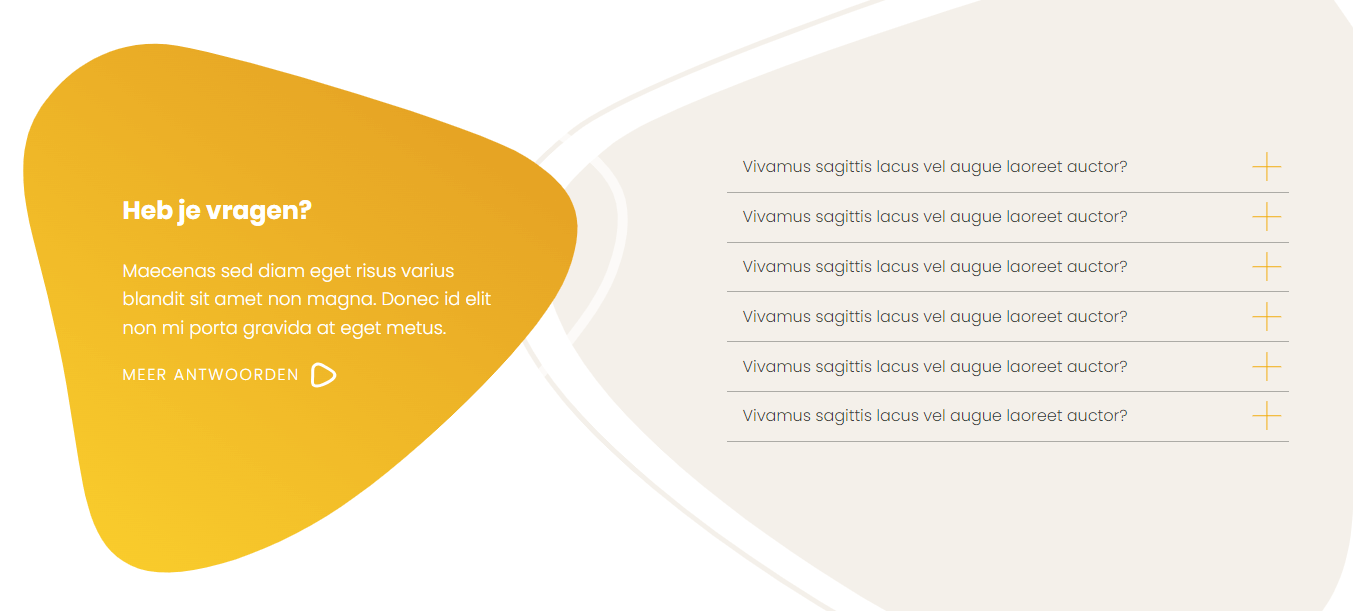 Heb je vragen?
Maecenas sed diam eget risus varius
blandit sit amet non magna. Donec id elit
non mi porta gravida at eget metus.
MEER ANTWOORDEN
Vivamus sagittis lacus vel augue laoreet auctor?
Vivamus sagittis lacus vel augue laoreet auctor?
Vivamus sagittis lacus vel augue laoreet auctor?
Vivamus sagittis lacus vel augue laoreet auctor?
Vivamus sagittis lacus vel augue laoreet auctor?
Vivamus sagittis lacus vel augue laoreet auctor?